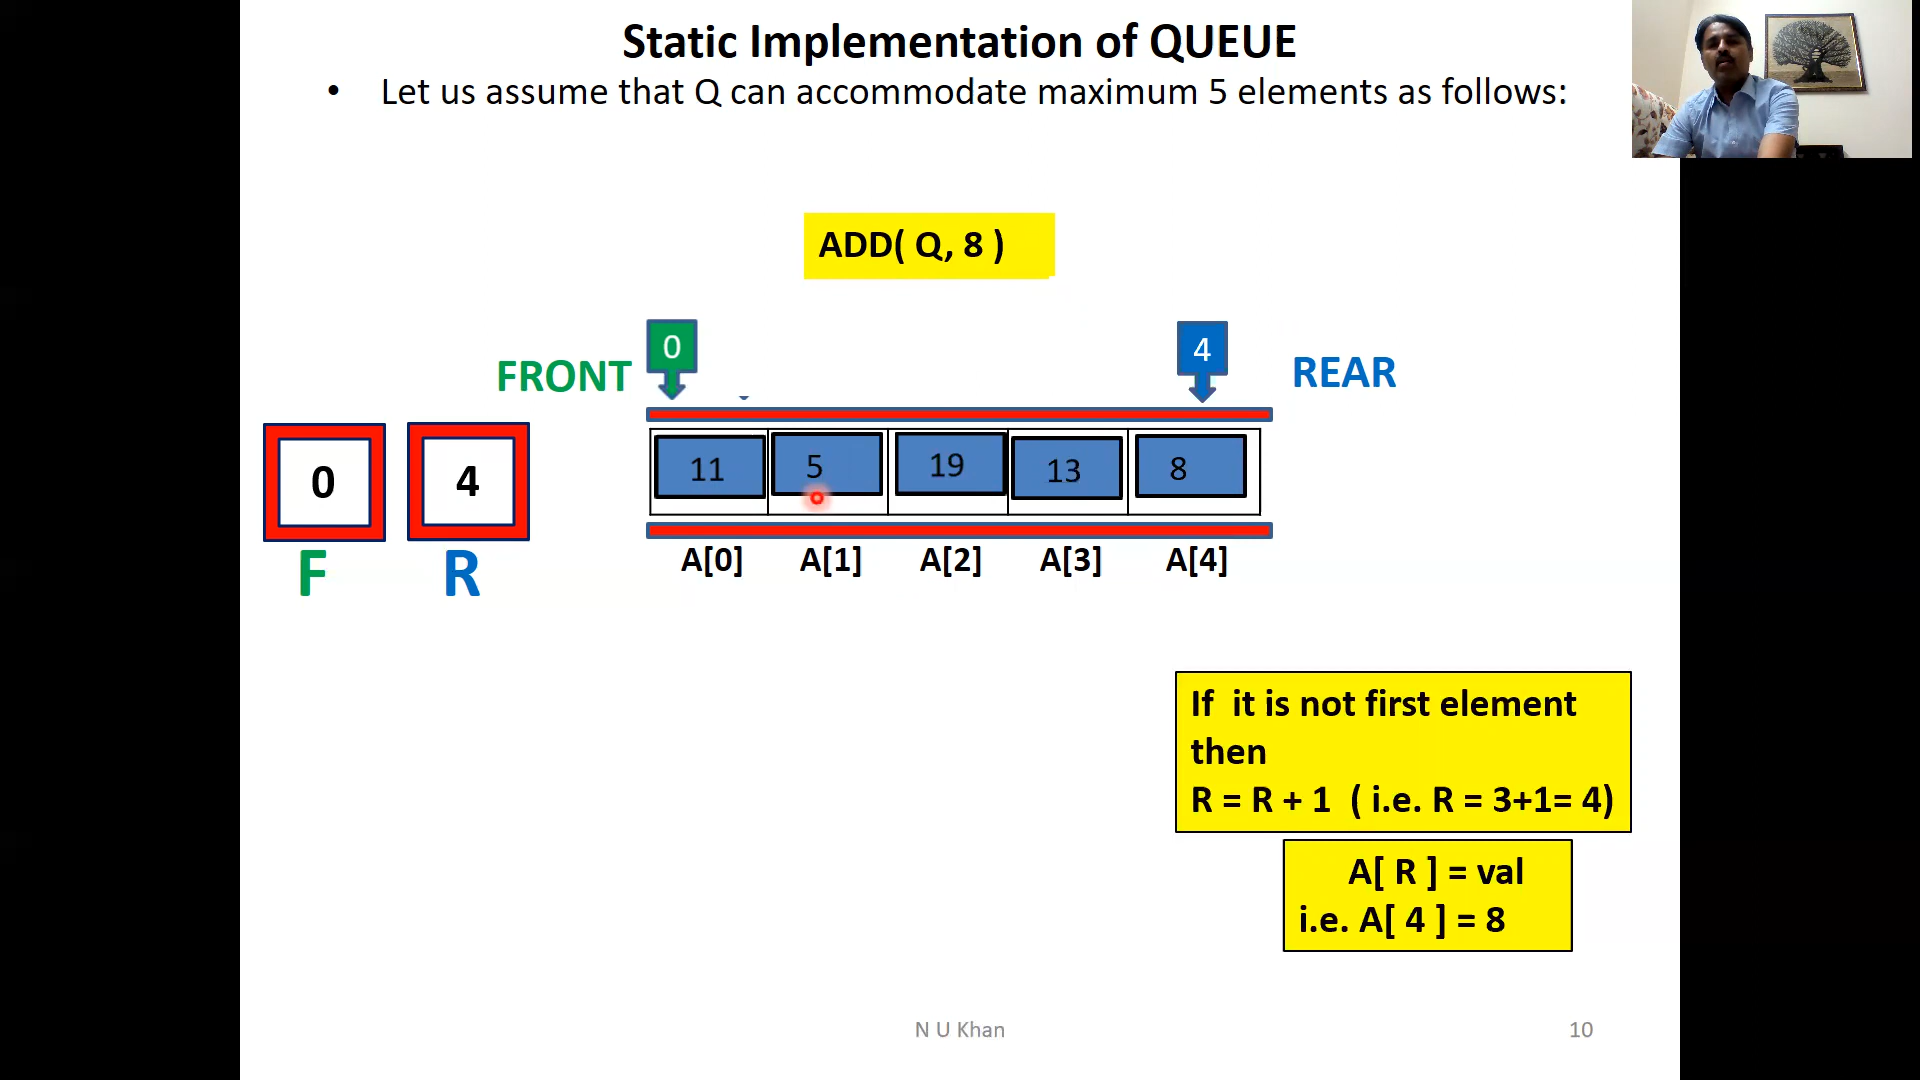 Static Implementation of QUEUE
• Let us assume that Q can accommodate maximum 5 elements as follows:
ADD( Q, 8 )
0
4
FRONT
REAR
0
4
11
5
19
13
8
F
R
A[0]
A[1]
A[2]
A[3]
A[4]
If it is not first element
then
R = R + 1 ( i.e. R = 3+1= 4)
A[ R ] = val
i.e. A[ 4 ] = 8
N U Khan
10